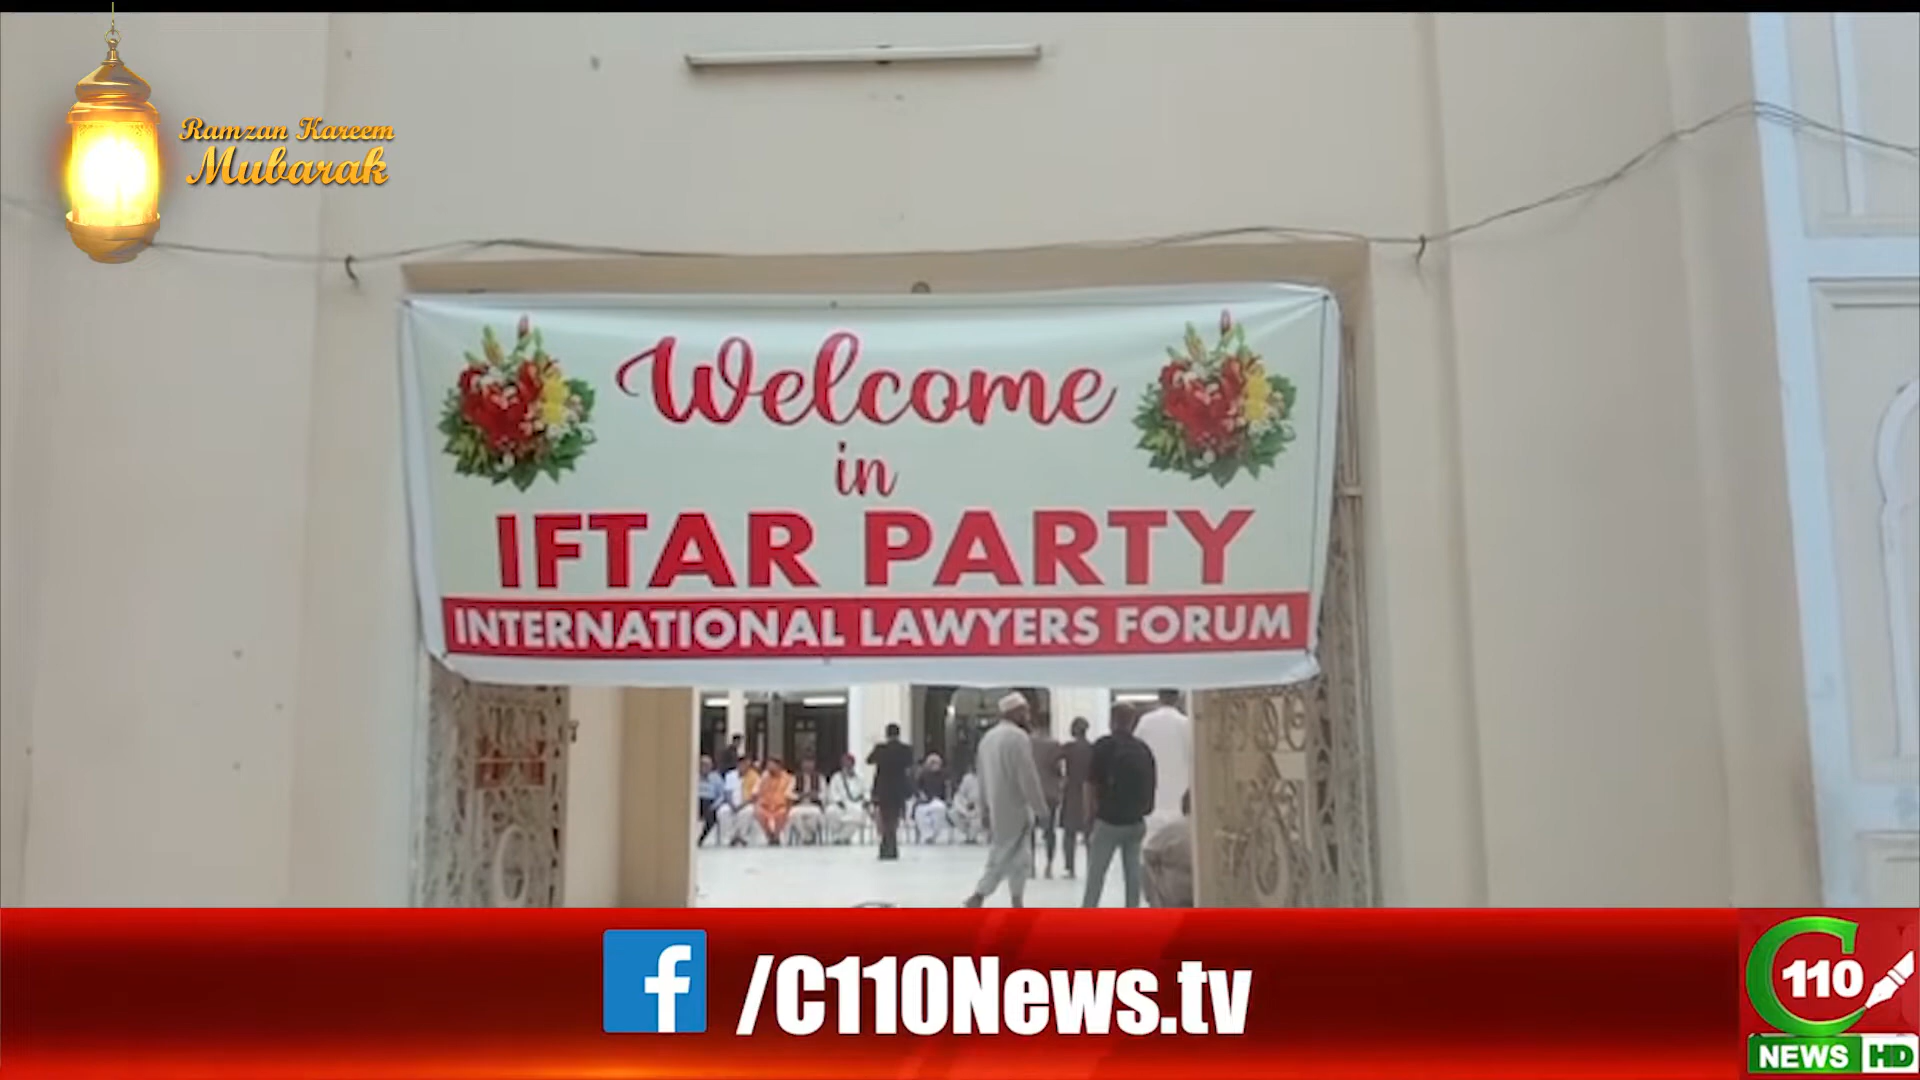 Ramzan Kareem
Mubarak
Welcome
in
IFTAR PARTY
INTERNATIONAL LAWYERS FORUM
f /C110News.tv
C 110
NEWS HD